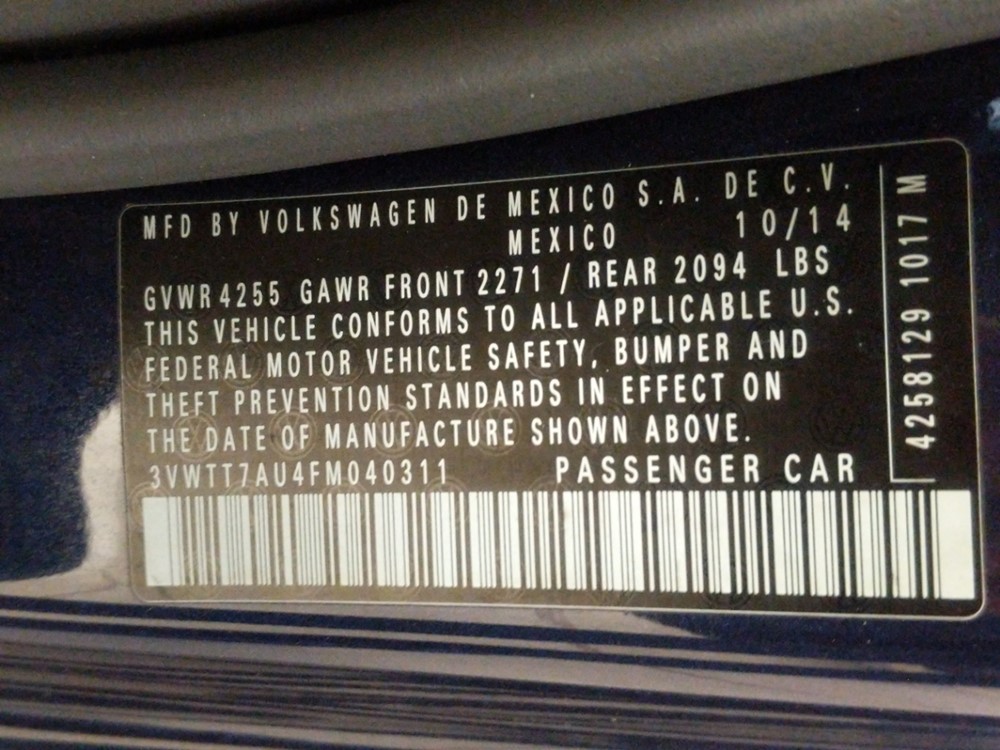 MFD BY VOLKSWAGEN DE MEXICO S.A. DE C.V.
MEXICO 10/14
GVWR 4255 GAWR FRONT 2271 / REAR 2094 LBS
THIS VEHICLE CONFORMS TO ALL APPLICABLE U.S.
FEDERAL MOTOR VEHICLE SAFETY, BUMPER AND
THEFT PREVENTION STANDARDS IN EFFECT ON
THE DATE OF MANUFACTURE SHOWN ABOVE.
3VWTT7AU4FM040311 PASSENGER CAR
4258129 1017 M